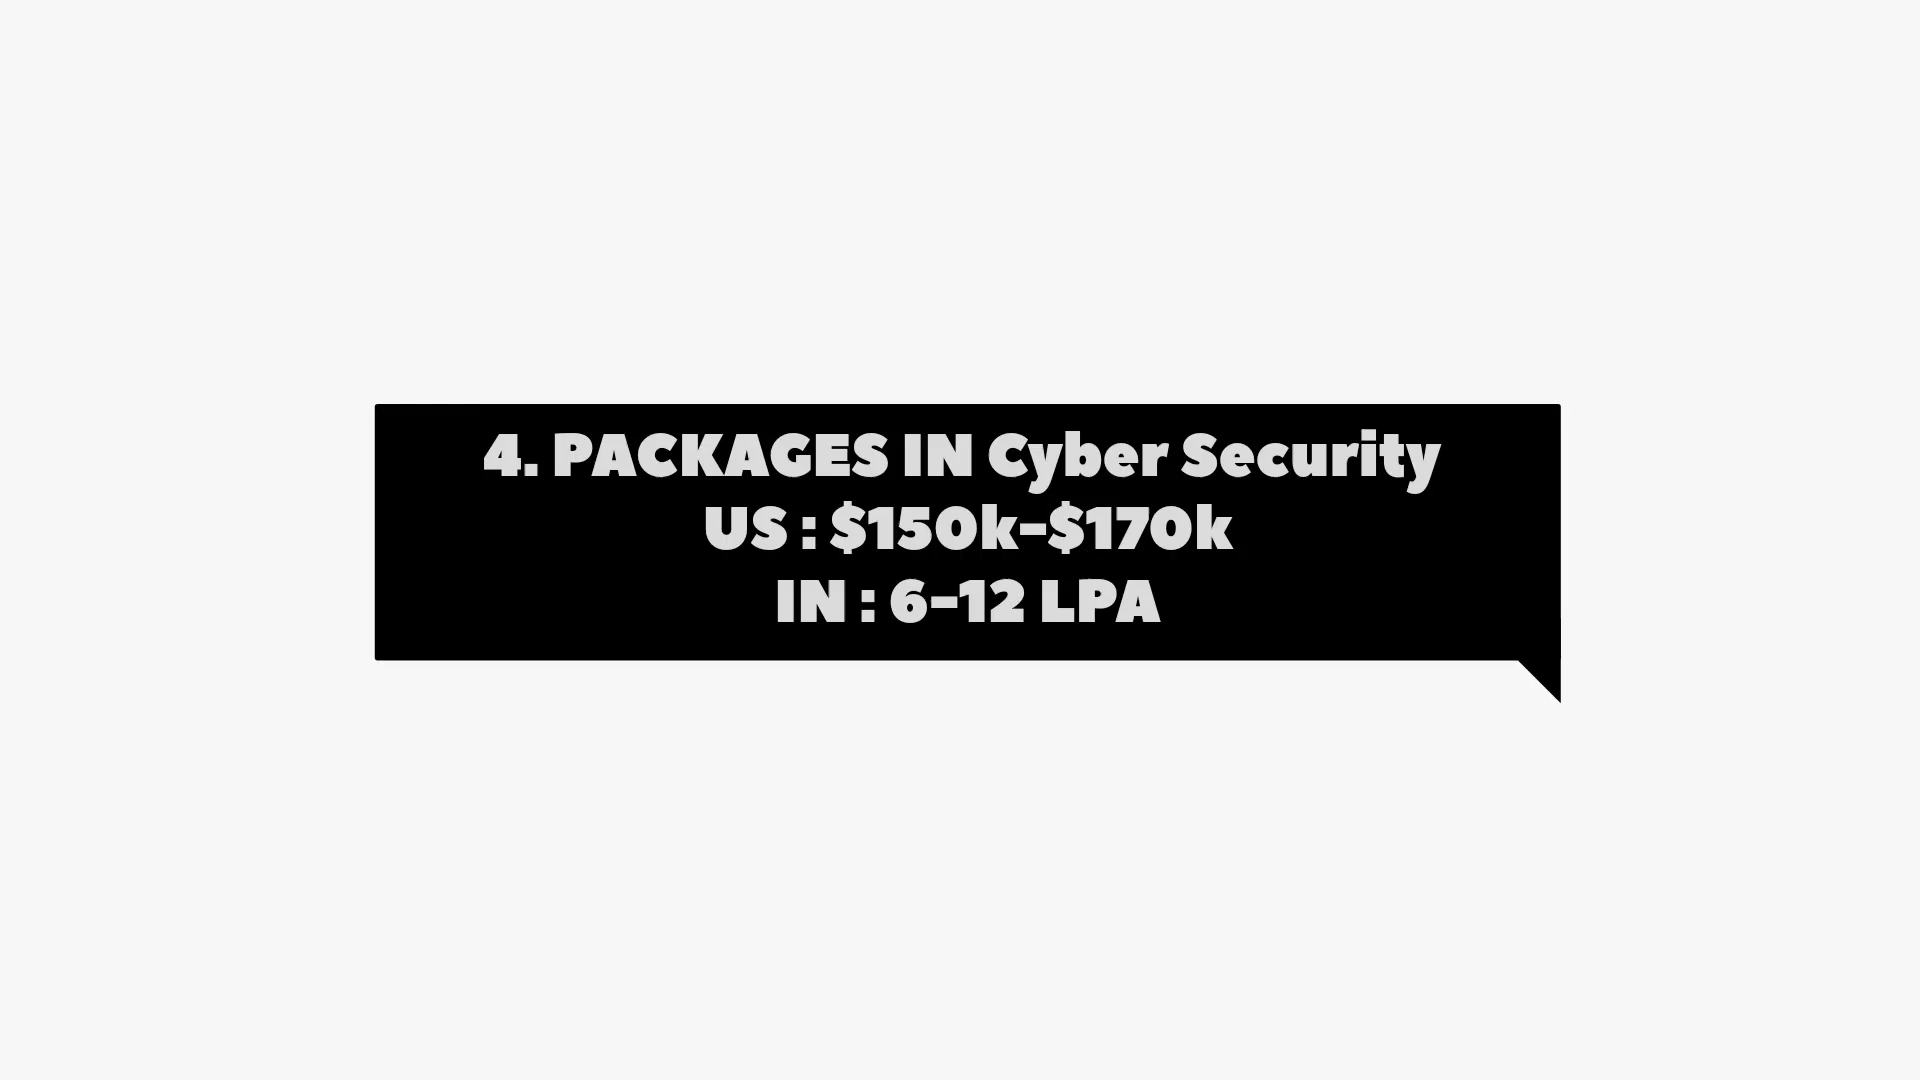 4. PACKAGES IN Cyber Security
US : $150k-$170k
IN : 6-12 LPA